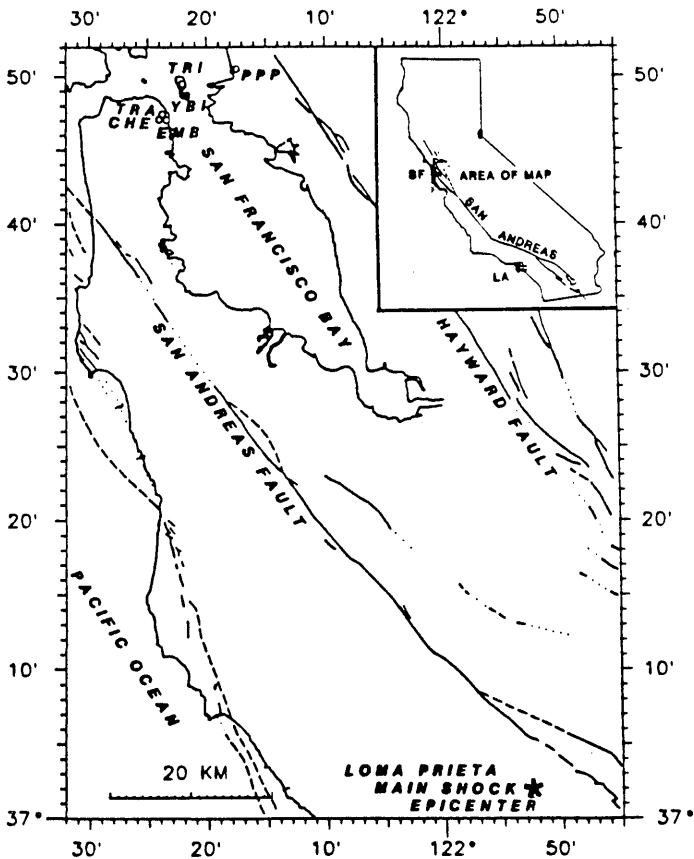 30' 20' 10' 122° 50'
50'
40'
30'
20'
10'
37°
TRI
PPP
YBI
TRA
CHE
EMB
SAN FRANCISCO BAY
SF
AREA OF MAP
SAN
ANDREAS
LA
SAN ANDREAS FAULT
HAYWARD FAULT
PACIFIC OCEAN
20 KM
LOMA PRIETA
MAIN SHOCK
EPICENTER
50'
40'
30'
20'
10'
37°
30' 20' 10' 122° 50'